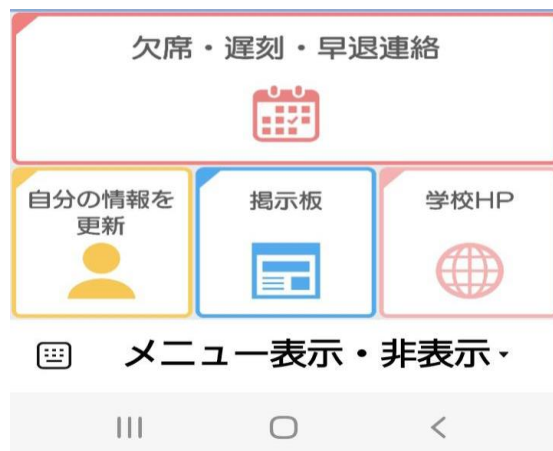 欠席・遅刻・早退連絡
自分の情報を
更新
掲示板
学校HP
メニュー表示・非表示